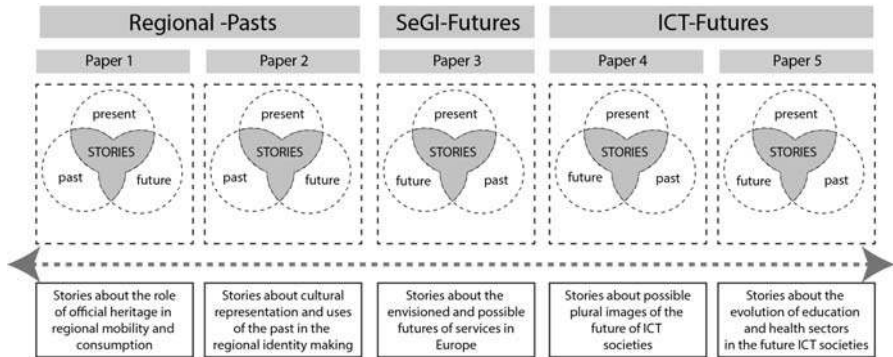 Regional -Pasts
SeGI-Futures
ICT-Futures
Paper 1
Paper 2
Paper 3
Paper 4
Paper 5
present
STORIES
past
future
present
STORIES
past
future
present
STORIES
future
past
present
STORIES
future
past
present
STORIES
future
past
Stories about the role
of official heritage in
regional mobility and
consumption
Stories about cultural
representation and uses
of the past in the
regional identity making
Stories about the
envisioned and possible
futures of services in
Europe
Stories about possible
plural images of the
future of ICT
societies
Stories about the
evolution of education
and health sectors
in the future ICT societies